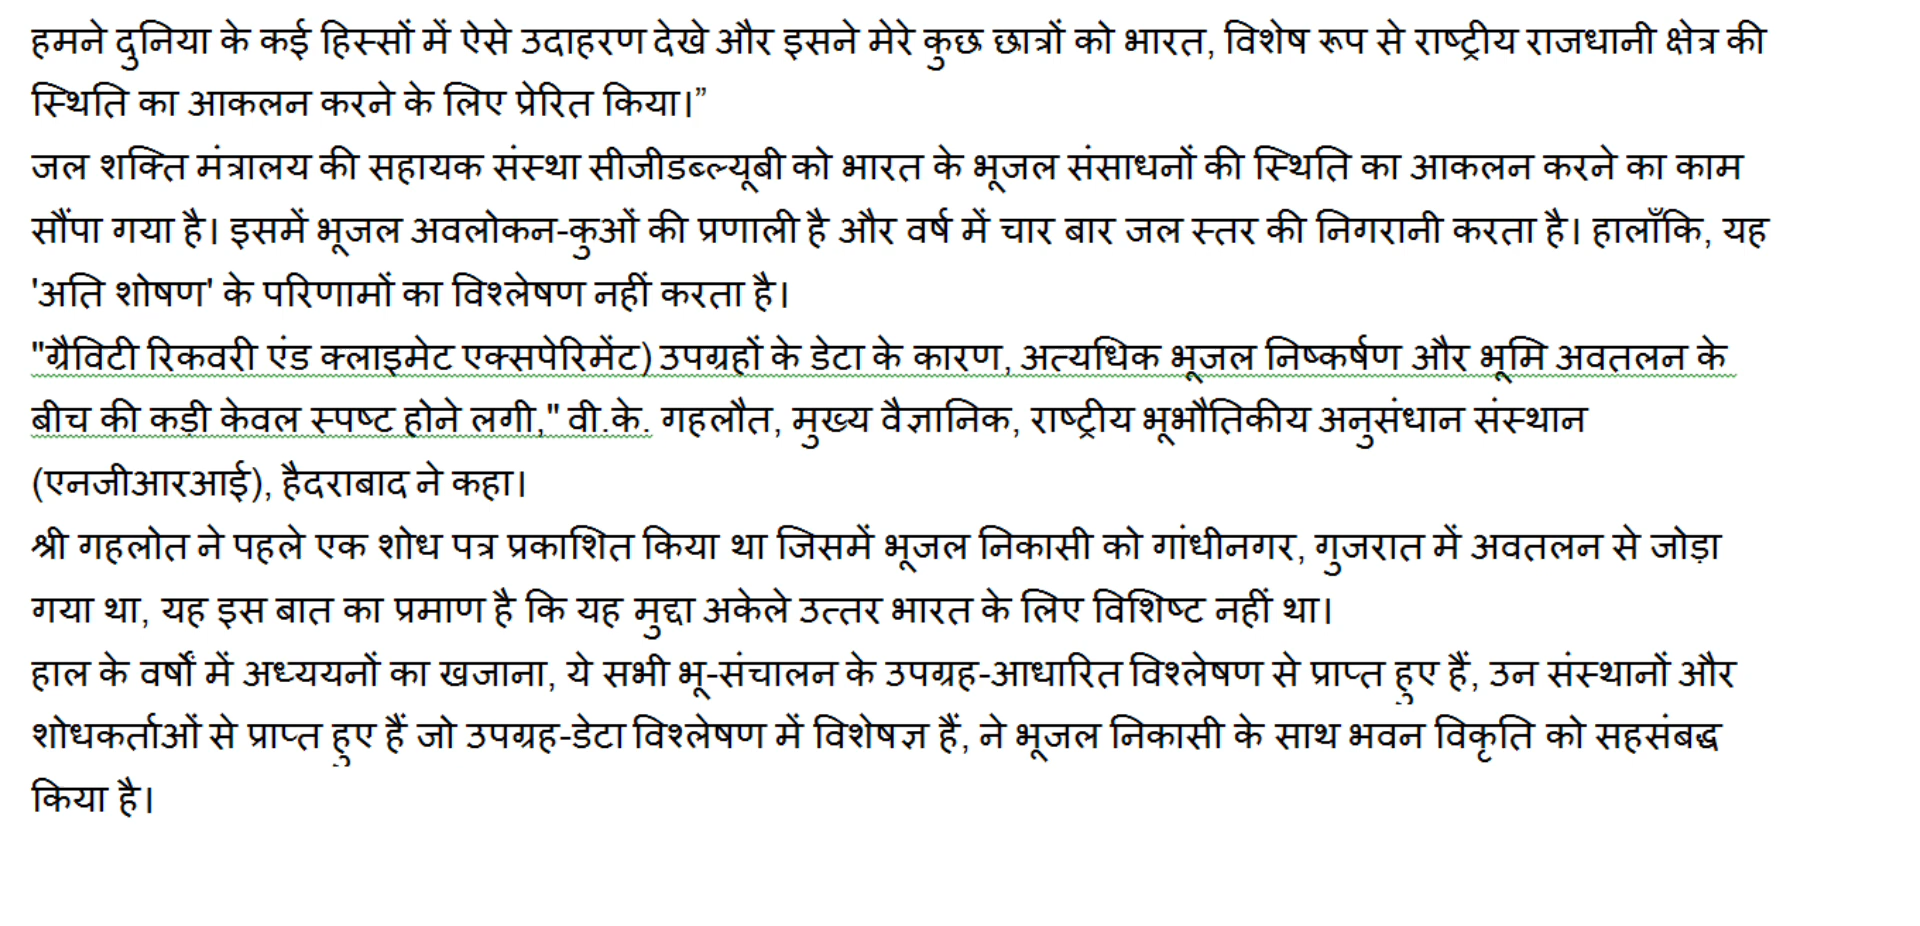 हमने दुनिया के कई हिस्सों में ऐसे उदाहरण देखे और इसने मेरे कुछ छात्रों को भारत, विशेष रूप से राष्ट्रीय राजधानी क्षेत्र की
स्थिति का आकलन करने के लिए प्रेरित किया।”
जल शक्ति मंत्रालय की सहायक संस्था सीजीडब्ल्यूबी को भारत के भूजल संसाधनों की स्थिति का आकलन करने का काम
सौंपा गया है। इसमें भूजल अवलोकन-कुओं की प्रणाली है और वर्ष में चार बार जल स्तर की निगरानी करता है। हालाँकि, यह
'अति शोषण' के परिणामों का विश्लेषण नहीं करता है।
"ग्रैविटी रिकवरी एंड क्लाइमेट एक्सपेरिमेंट) उपग्रहों के डेटा के कारण, अत्यधिक भूजल निष्कर्षण और भूमि अवतलन के
बीच की कड़ी केवल स्पष्ट होने लगी," वी.के. गहलौत, मुख्य वैज्ञानिक, राष्ट्रीय भूभौतिकीय अनुसंधान संस्थान
(एनजीआरआई), हैदराबाद ने कहा।
श्री गहलोत ने पहले एक शोध पत्र प्रकाशित किया था जिसमें भूजल निकासी को गांधीनगर, गुजरात में अवतलन से जोड़ा
गया था, यह इस बात का प्रमाण है कि यह मुद्दा अकेले उत्तर भारत के लिए विशिष्ट नहीं था।
हाल के वर्षों में अध्ययनों का खजाना, ये सभी भू-संचालन के उपग्रह-आधारित विश्लेषण से प्राप्त हुए हैं, उन संस्थानों और
शोधकर्ताओं से प्राप्त हुए हैं जो उपग्रह-डेटा विश्लेषण में विशेषज्ञ हैं, ने भूजल निकासी के साथ भवन विकृति को सहसंबद्ध
किया है।